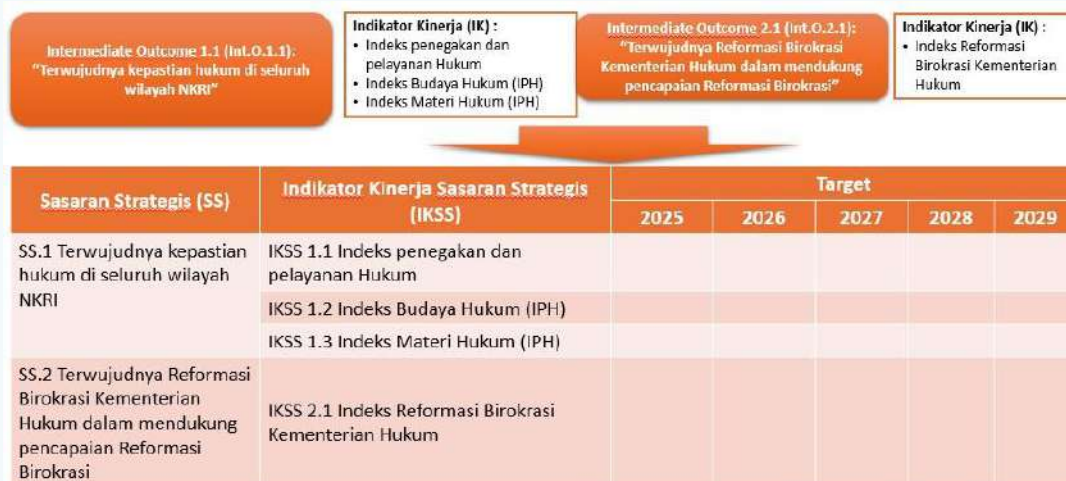 Intermediate Outcome 1.1 (Int.O.1.1):
"Terwujudnya kepastian hukum di seluruh
wilayah NKRI"
Indikator Kinerja (IK) :
• Indeks penegakan dan
pelayanan Hukum
• Indeks Budaya Hukum (IPH)
• Indeks Materi Hukum (IPH)
Intermediate Outcome 2.1 (Int.O.2.1):
"Terwujudnya Reformasi Birokrasi
Kementerian Hukum dalam mendukung
pencapaian Reformasi Birokrasi"
Indikator Kinerja (IK) :
• Indeks Reformasi
Birokrasi Kementerian
Hukum
Sasaran Strategis (SS)
Indikator Kinerja Sasaran Strategis
(IKSS)
Target
2025 2026 2027 2028 2029
SS.1 Terwujudnya kepastian
hukum di seluruh wilayah
NKRI
IKSS 1.1 Indeks penegakan dan
pelayanan Hukum
IKSS 1.2 Indeks Budaya Hukum (IPH)
IKSS 1.3 Indeks Materi Hukum (IPH)
SS.2 Terwujudnya Reformasi
Birokrasi Kementerian
Hukum dalam mendukung
pencapaian Reformasi
Birokrasi
IKSS 2.1 Indeks Reformasi Birokrasi
Kementerian Hukum